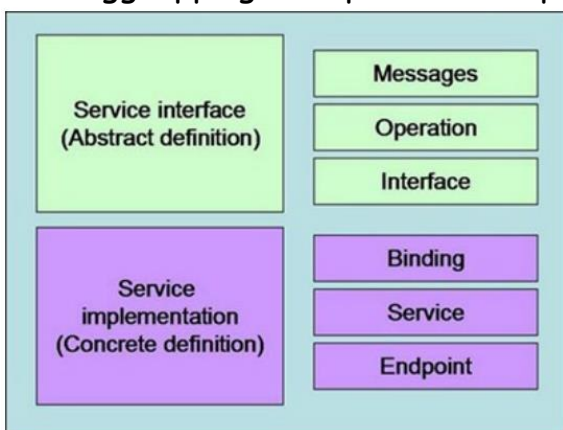 Service interface
(Abstract definition)
Messages
Operation
Interface
Service
implementation
(Concrete definition)
Binding
Service
Endpoint